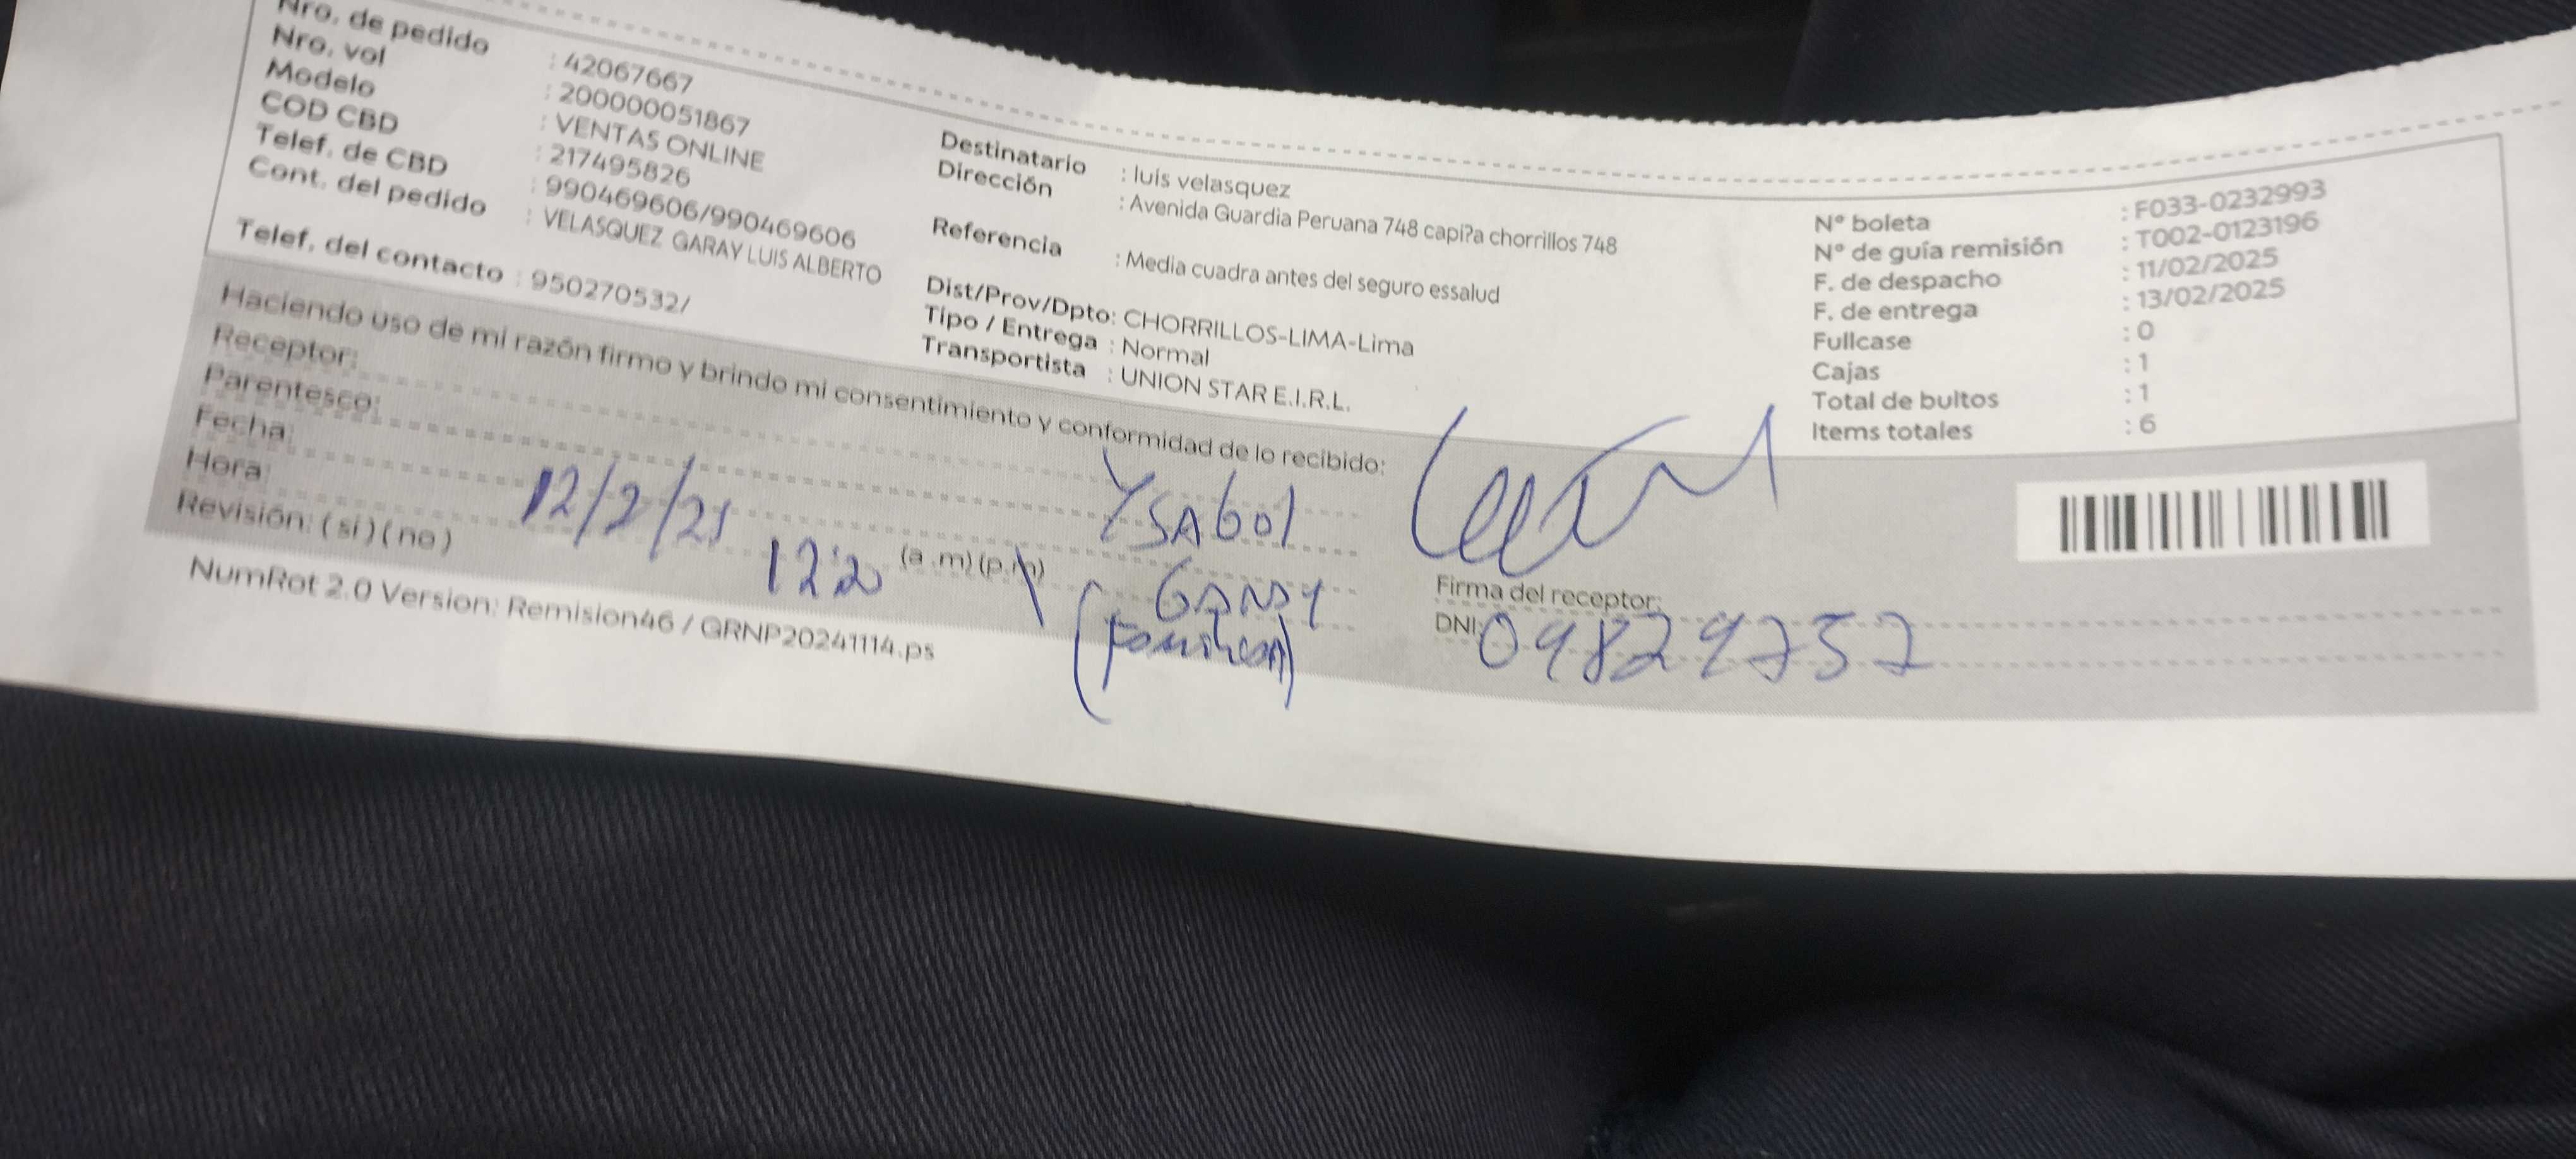 Nro. de pedido : 42067667
Nro. vol : 200000051867
Modelo : VENTAS ONLINE
COD CBD : 217495826
Telef. de CBD : 990469606/990469606
Cont. del pedido : VELASQUEZ GARAY LUIS ALBERTO
Telef. del contacto : 950270532/
Destinatario : luis velasquez
Dirección : Avenida Guardia Peruana 748 capi?a chorrillos 748
Referencia : Media cuadra antes del seguro essalud
Dist/Prov/Dpto: CHORRILLOS-LIMA-Lima
Tipo / Entrega : Normal
Transportista : UNION STAR E.I.R.L.
N° boleta : F033-0232993
N° de guía remisión : T002-0123196
F. de despacho : 11/02/2025
F. de entrega : 13/02/2025
Fullcase : 0
Cajas : 1
Total de bultos : 1
Items totales : 6
Haciendo uso de mi razón firmo y brindo mi consentimiento y conformidad de lo recibido:
Receptor: Ysabel
Garay
Parentesco:
Fecha: 12/2/25
Hora: (a .m) (p.m)
Revisión: ( si ) ( no )
Firma del receptor:
DNI:
NumRot 2.0 Version: Remision46 / GRNP20241114.ps